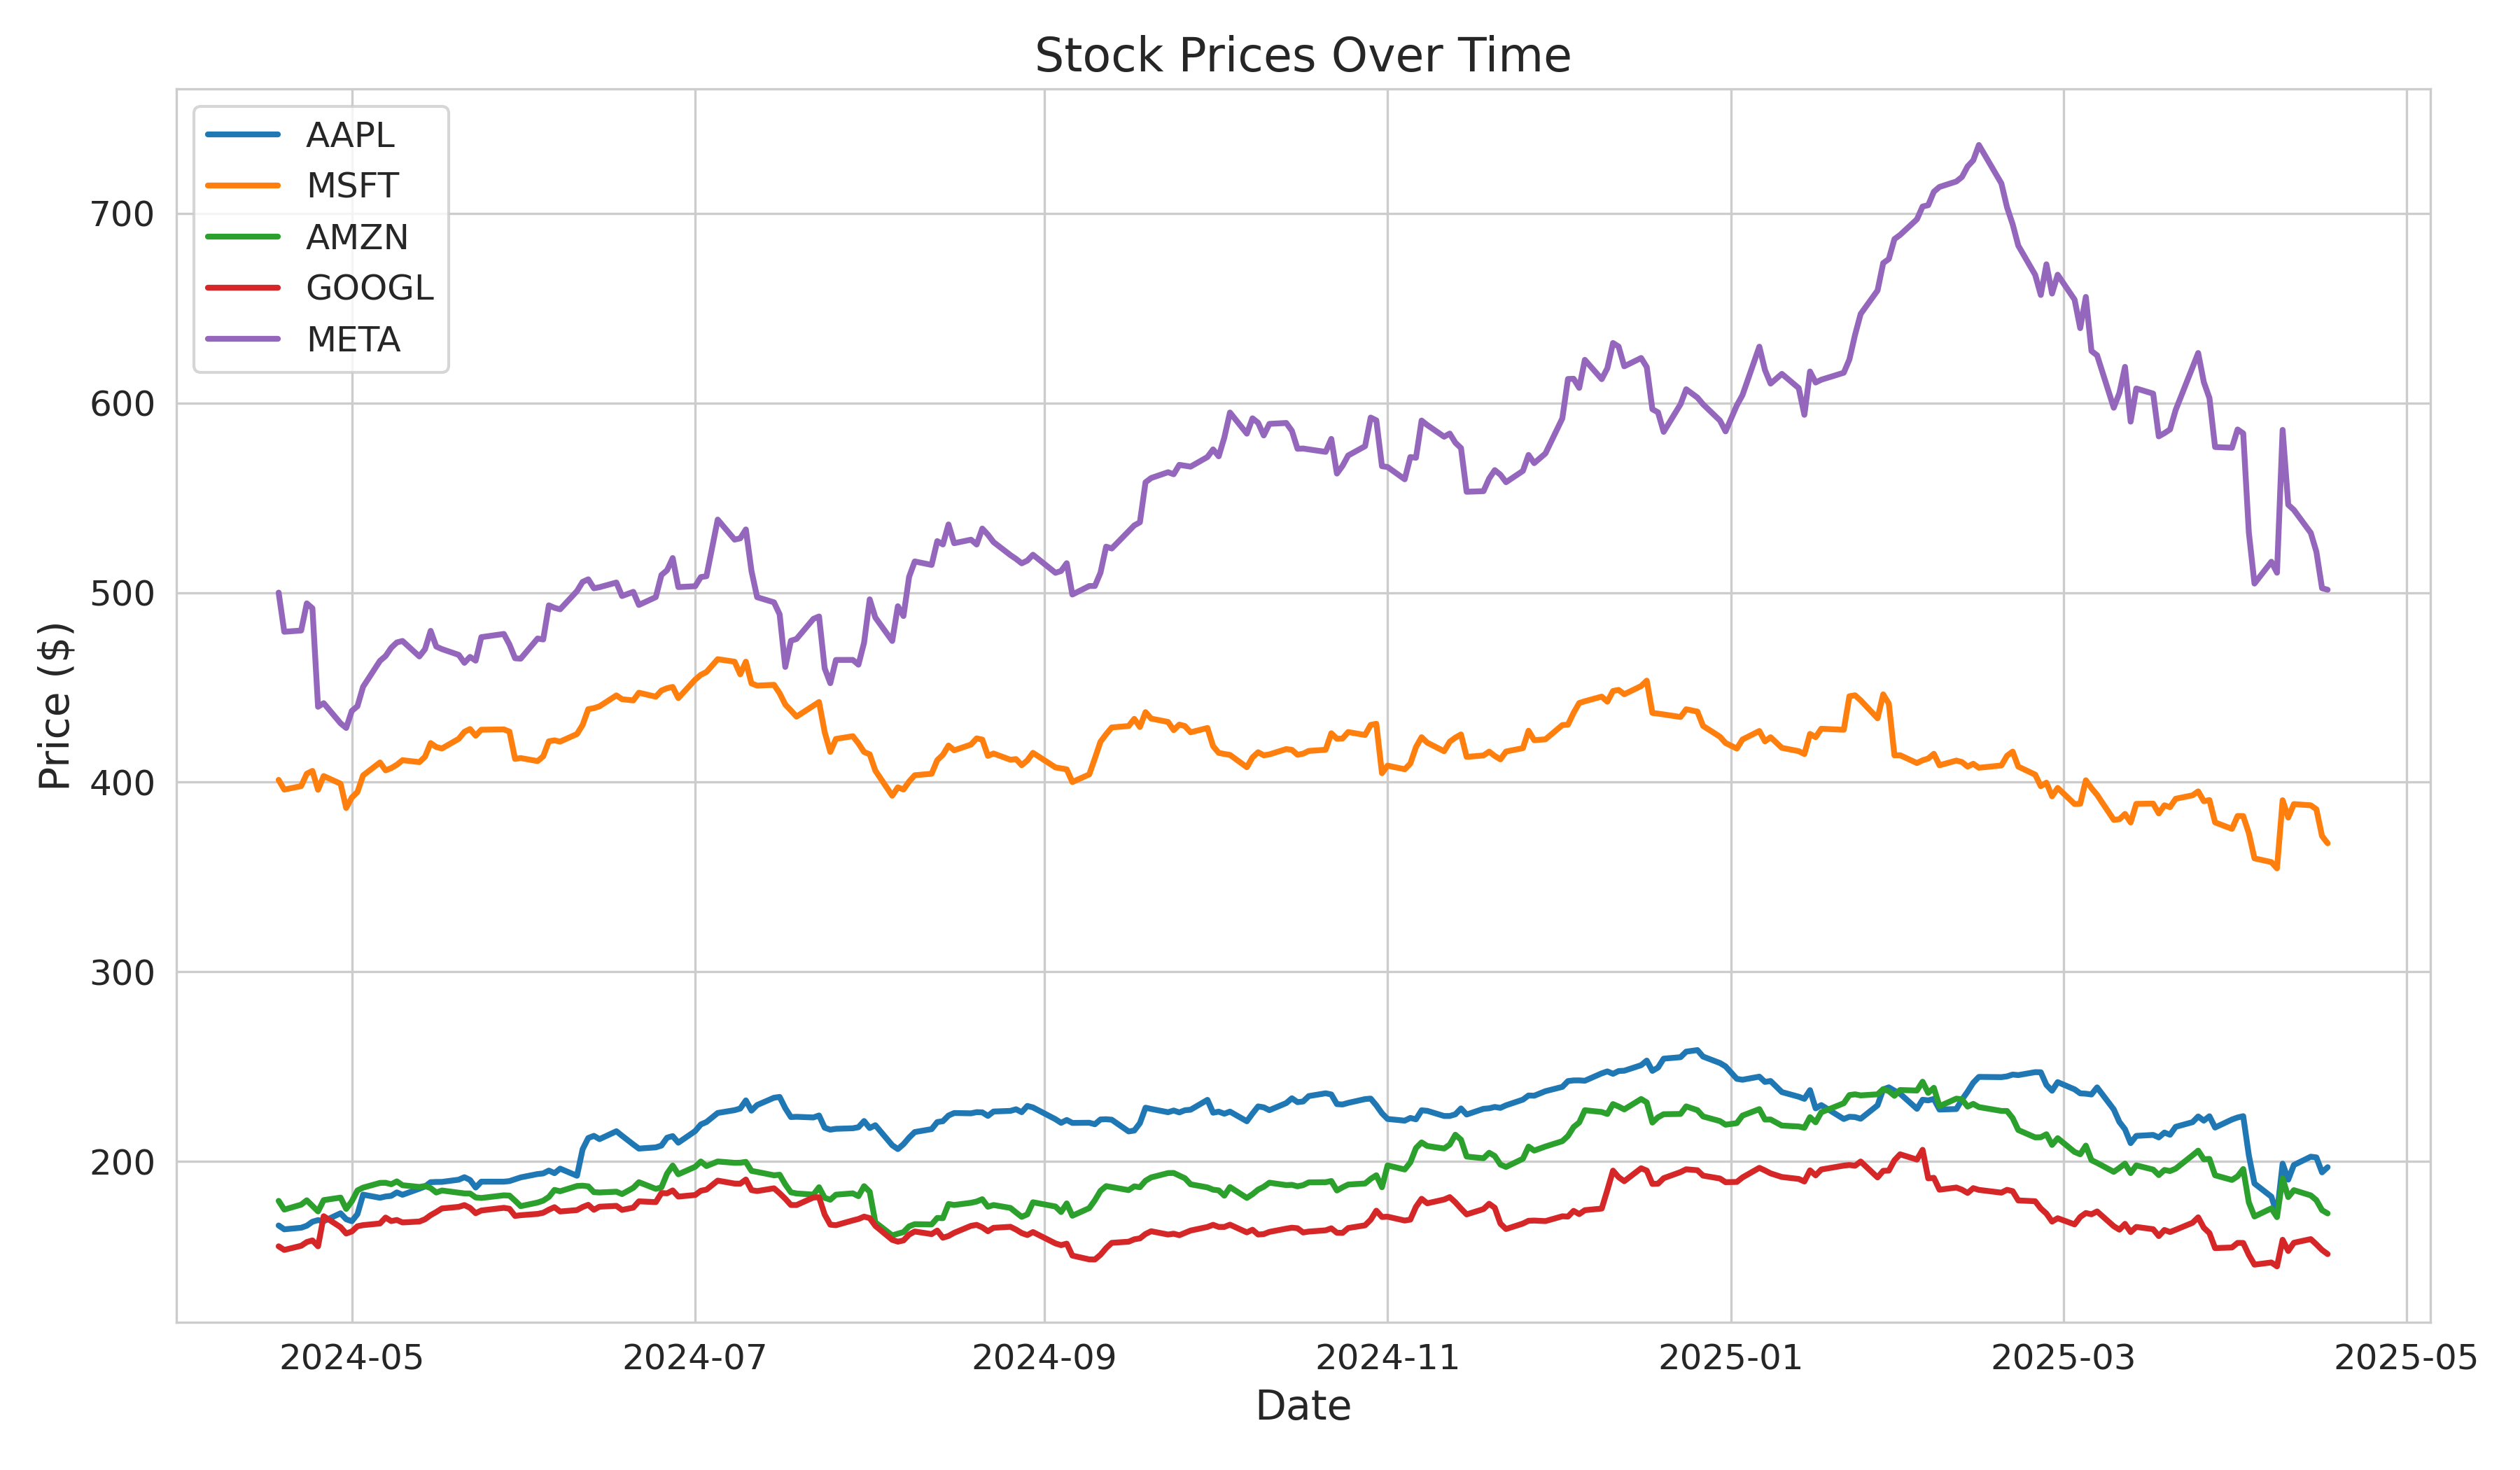 Stock Prices Over Time
AAPL
MSFT
AMZN
GOOGL
META
Price ($)
700
600
500
400
300
200
2024-05
2024-07
2024-09
2024-11
2025-01
2025-03
2025-05
Date